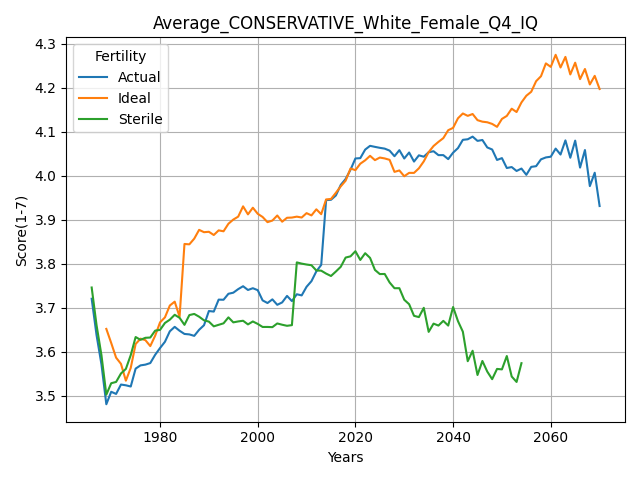 Average_CONSERVATIVE_White_Female_Q4_IQ
Fertility
Actual
Ideal
Sterile
Score(1-7)
4.3
4.2
4.1
4.0
3.9
3.8
3.7
3.6
3.5
1980 2000 2020 2040 2060
Years